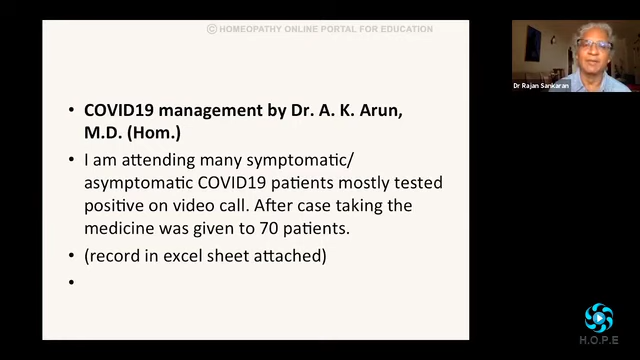 © HOMEOPATHY ONLINE PORTAL FOR EDUCATION
• COVID19 management by Dr. A. K. Arun,
M.D. (Hom.)
• I am attending many symptomatic/
asymptomatic COVID19 patients mostly tested
positive on video call. After case taking the
medicine was given to 70 patients.
• (record in excel sheet attached)
•
Dr Rajan Sankaran
H.O.P.E